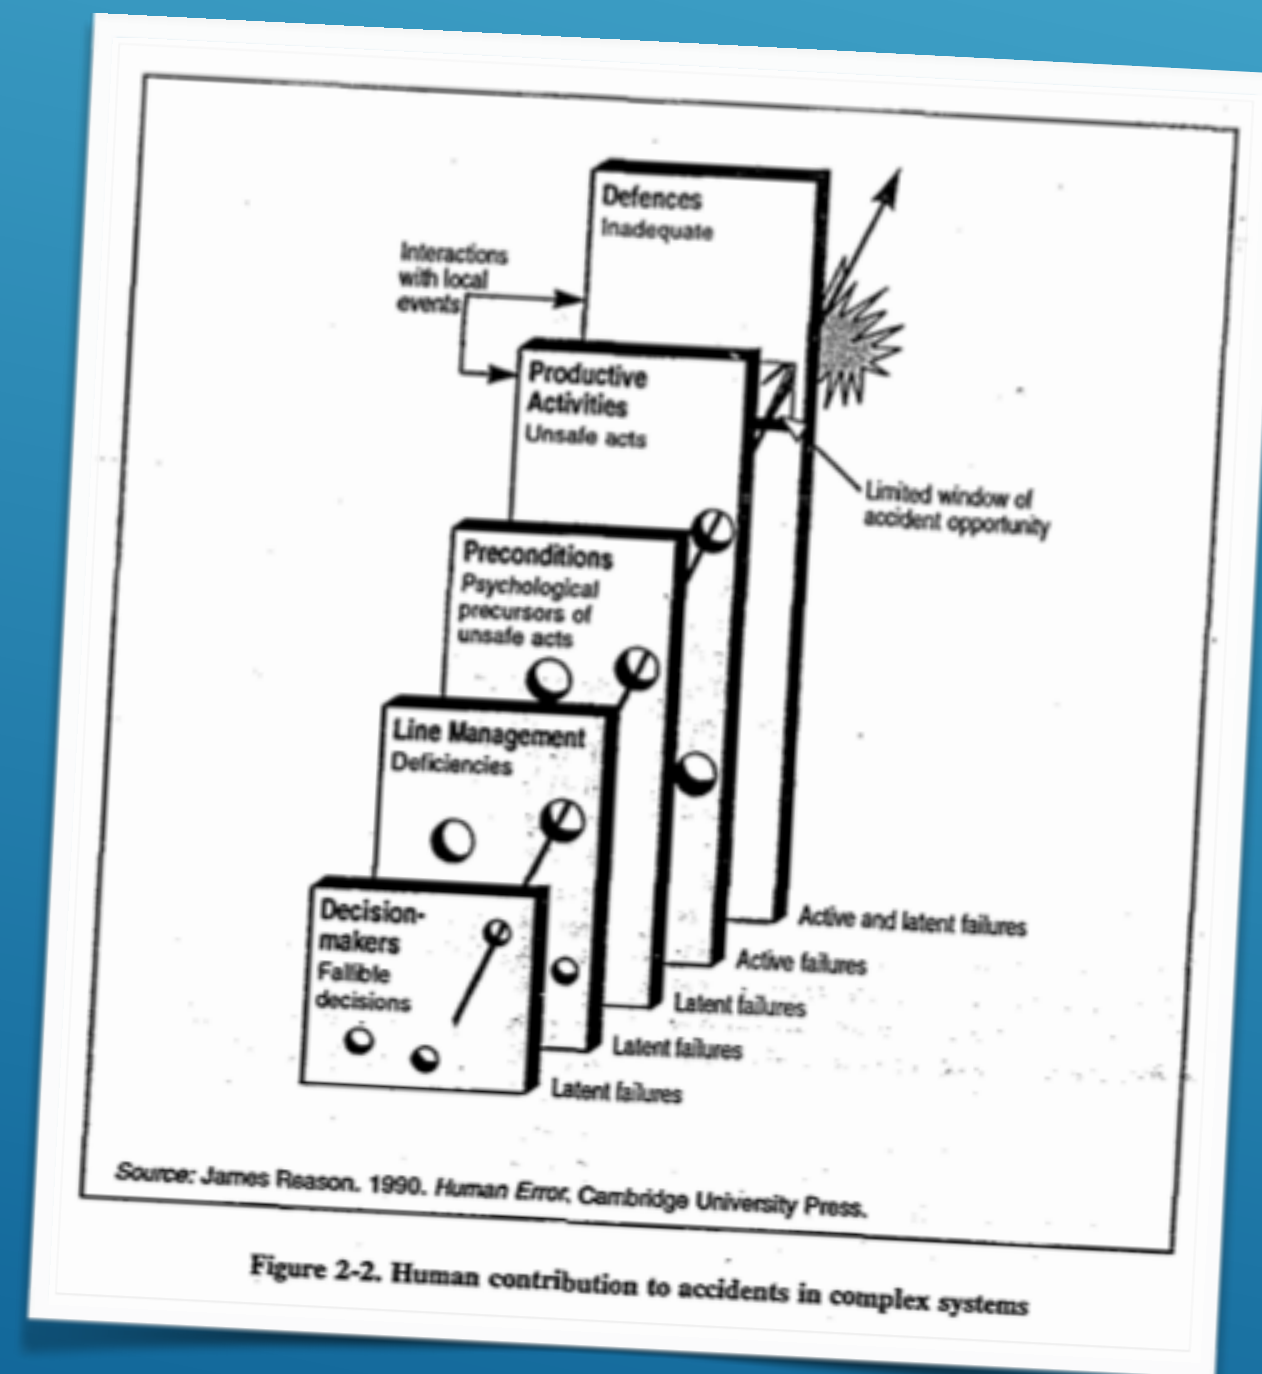 Defences
Inadequate
Interactions
with local
events
Productive
Activities
Unsafe acts
Limited window of
accident opportunity
Preconditions
Psychological
precursors of
unsafe acts
Line Management
Deficiencies
Decision-
makers
Fallible
decisions
Active and latent failures
Active failures
Latent failures
Latent failures
Latent failures
Source: James Reason. 1990. Human Error. Cambridge University Press.
Figure 2-2. Human contribution to accidents in complex systems